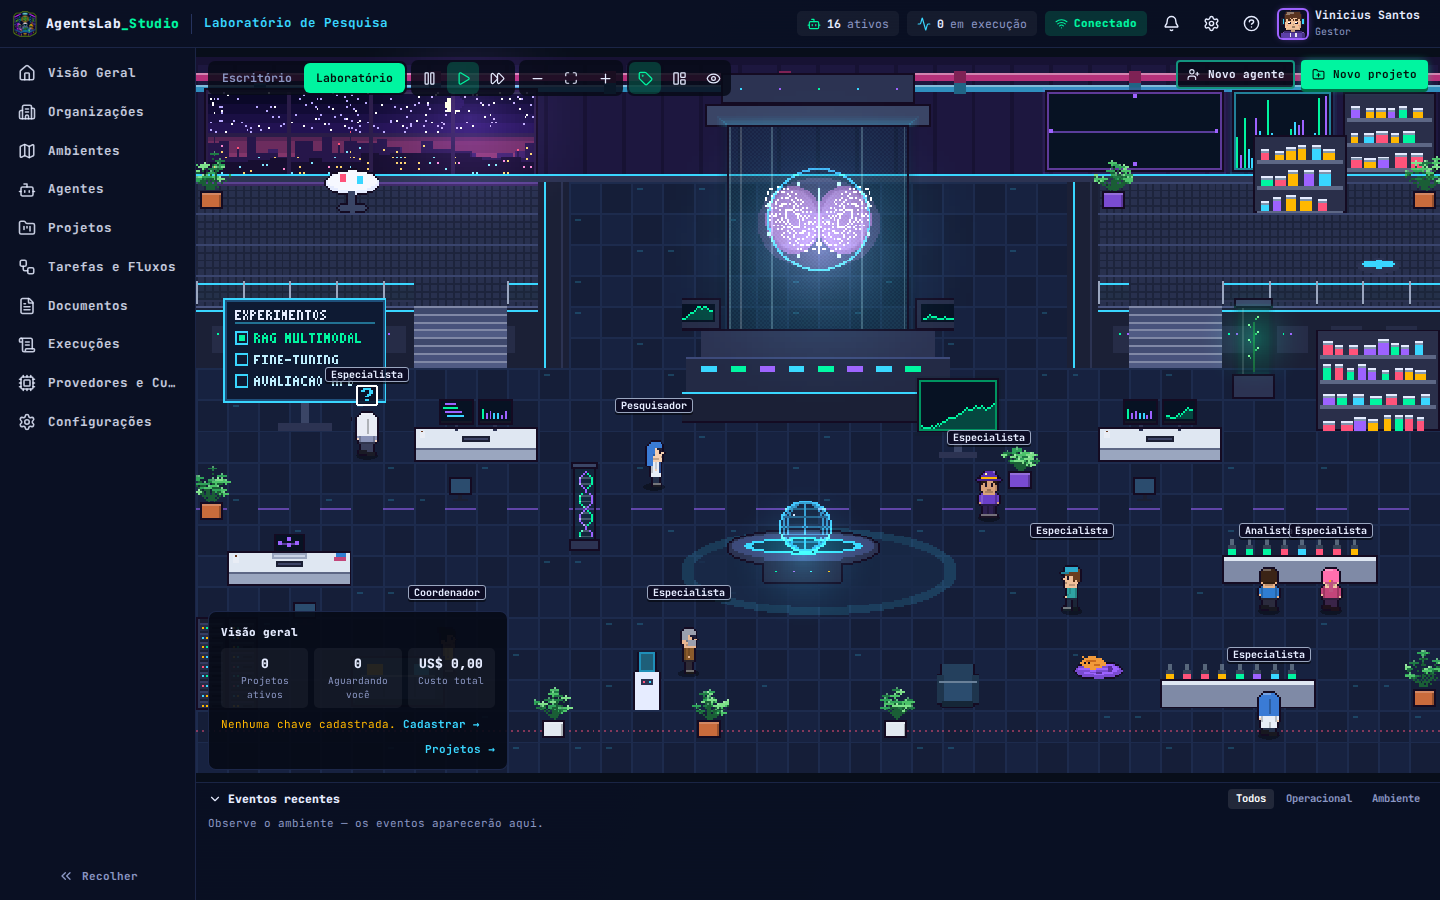 AgentsLab_Studio
Laboratório de Pesquisa
16 ativos
0 em execução
Conectado
Vinicius Santos
Gestor
Visão Geral
Organizações
Ambientes
Agentes
Projetos
Tarefas e Fluxos
Documentos
Execuções
Provedores e Cu…
Configurações
Recolher
Escritório
Laboratório
Novo agente
Novo projeto
EXPERIMENTOS
RAG MULTIMODAL
FINE-TUNING
AVALIACAO
Especialista
?
Pesquisador
Especialista
Especialista
Analist
Especialista
Coordenador
Especialista
Especialista
Visão geral
0
Projetos ativos
0
Aguardando você
US$ 0,00
Custo total
Nenhuma chave cadastrada. Cadastrar →
Projetos →
Eventos recentes
Todos
Operacional
Ambiente
Observe o ambiente — os eventos aparecerão aqui.